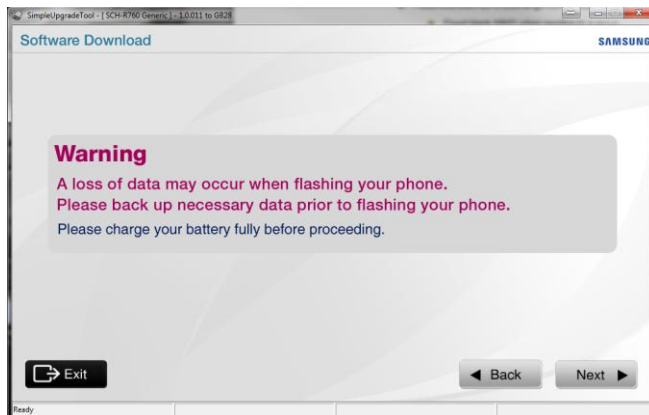 SimpleUpgradeTool - [ SCH-R760 Generic ] - 1.0.011 to GB28
Software Download
SAMSUNG
Warning
A loss of data may occur when flashing your phone.
Please back up necessary data prior to flashing your phone.
Please charge your battery fully before proceeding.
Exit
Back
Next
Ready